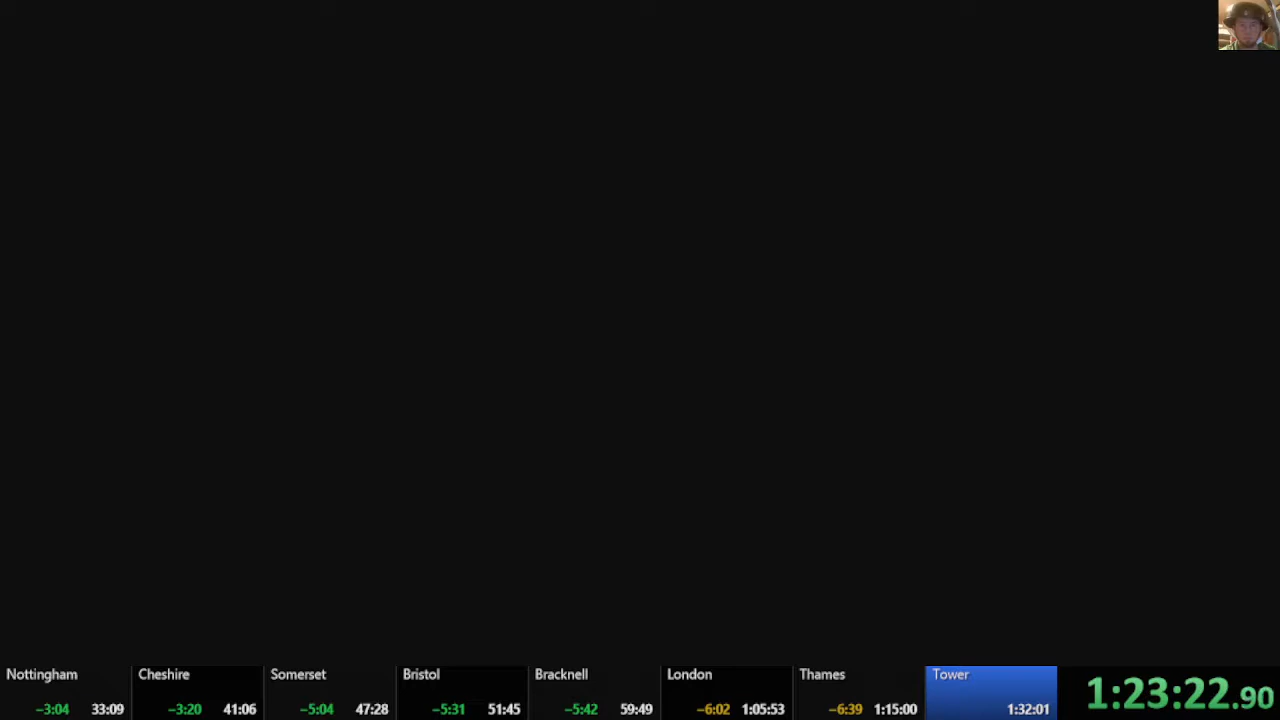 Nottingham
−3:04 33:09
Cheshire
−3:20 41:06
Somerset
−5:04 47:28
Bristol
−5:31 51:45
Bracknell
−5:42 59:49
London
−6:02 1:05:53
Thames
−6:39 1:15:00
Tower
1:32:01
1:23:22.90